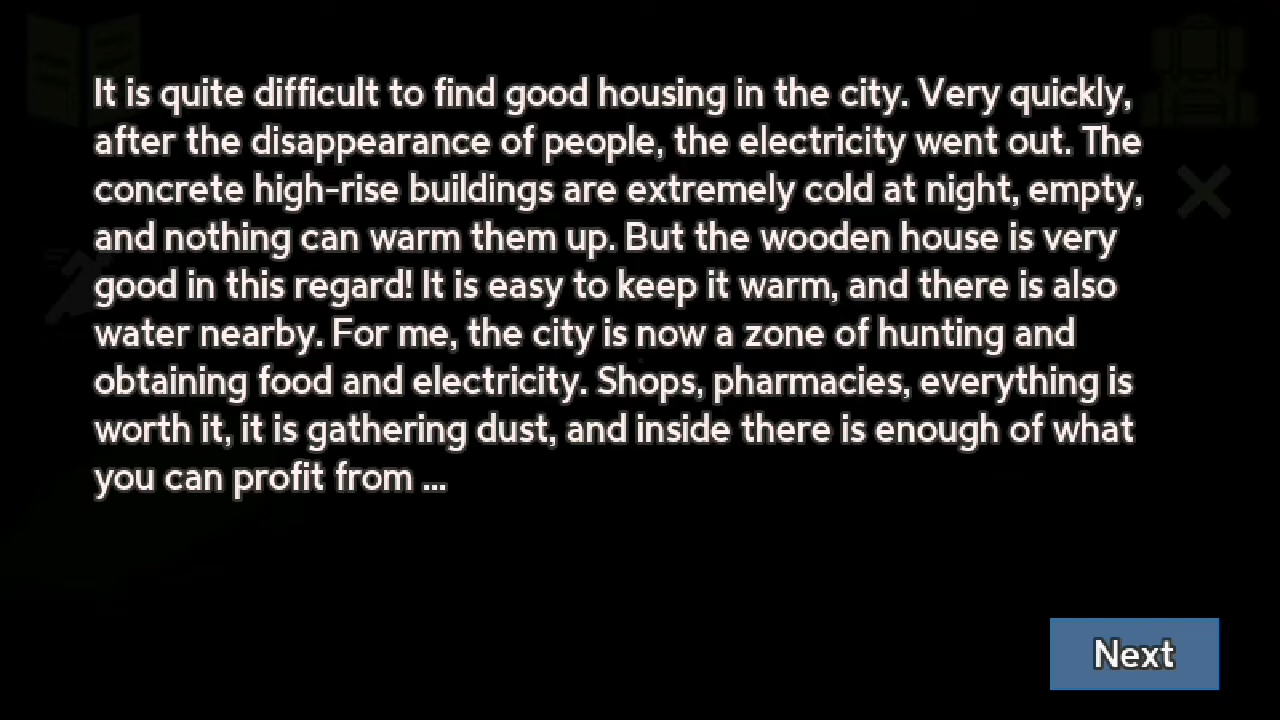 It is quite difficult to find good housing in the city. Very quickly,
after the disappearance of people, the electricity went out. The
concrete high-rise buildings are extremely cold at night, empty,
and nothing can warm them up. But the wooden house is very
good in this regard! It is easy to keep it warm, and there is also
water nearby. For me, the city is now a zone of hunting and
obtaining food and electricity. Shops, pharmacies, everything is
worth it, it is gathering dust, and inside there is enough of what
you can profit from ...
Next